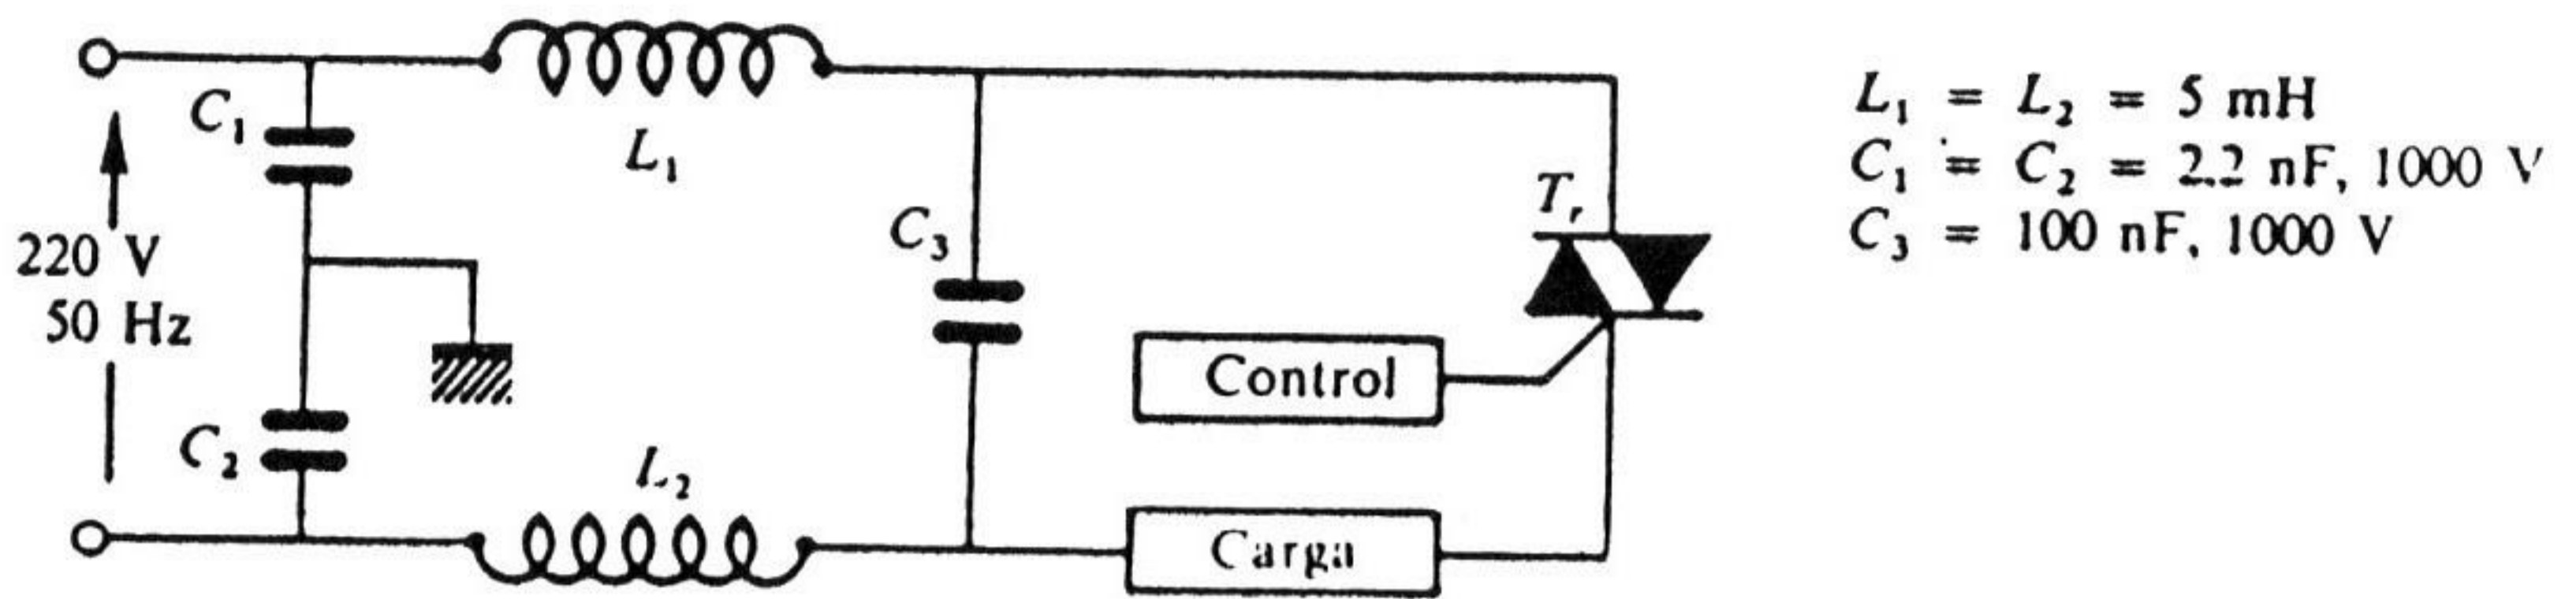 C₁
L₁
220 V
50 Hz
C₂
L₂
C₃
Tᵣ
Control
Carga
L₁ = L₂ = 5 mH
C₁ = C₂ = 2.2 nF, 1000 V
C₃ = 100 nF, 1000 V